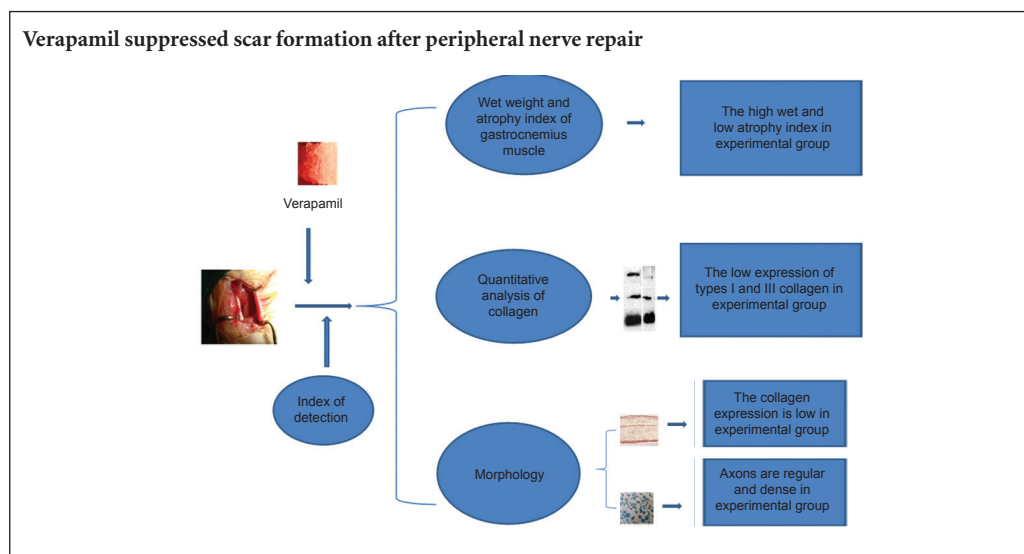 Verapamil suppressed scar formation after peripheral nerve repair
Wet weight and
atrophy index of
gastrocnemius
muscle
The high wet and
low atrophy index in
experimental group
Verapamil
Quantitative
analysis of
collagen
The low expression of
types I and III collagen in
experimental group
Index of
detection
Morphology
The collagen
expression is low in
experimental group
Axons are regular
and dense in
experimental group